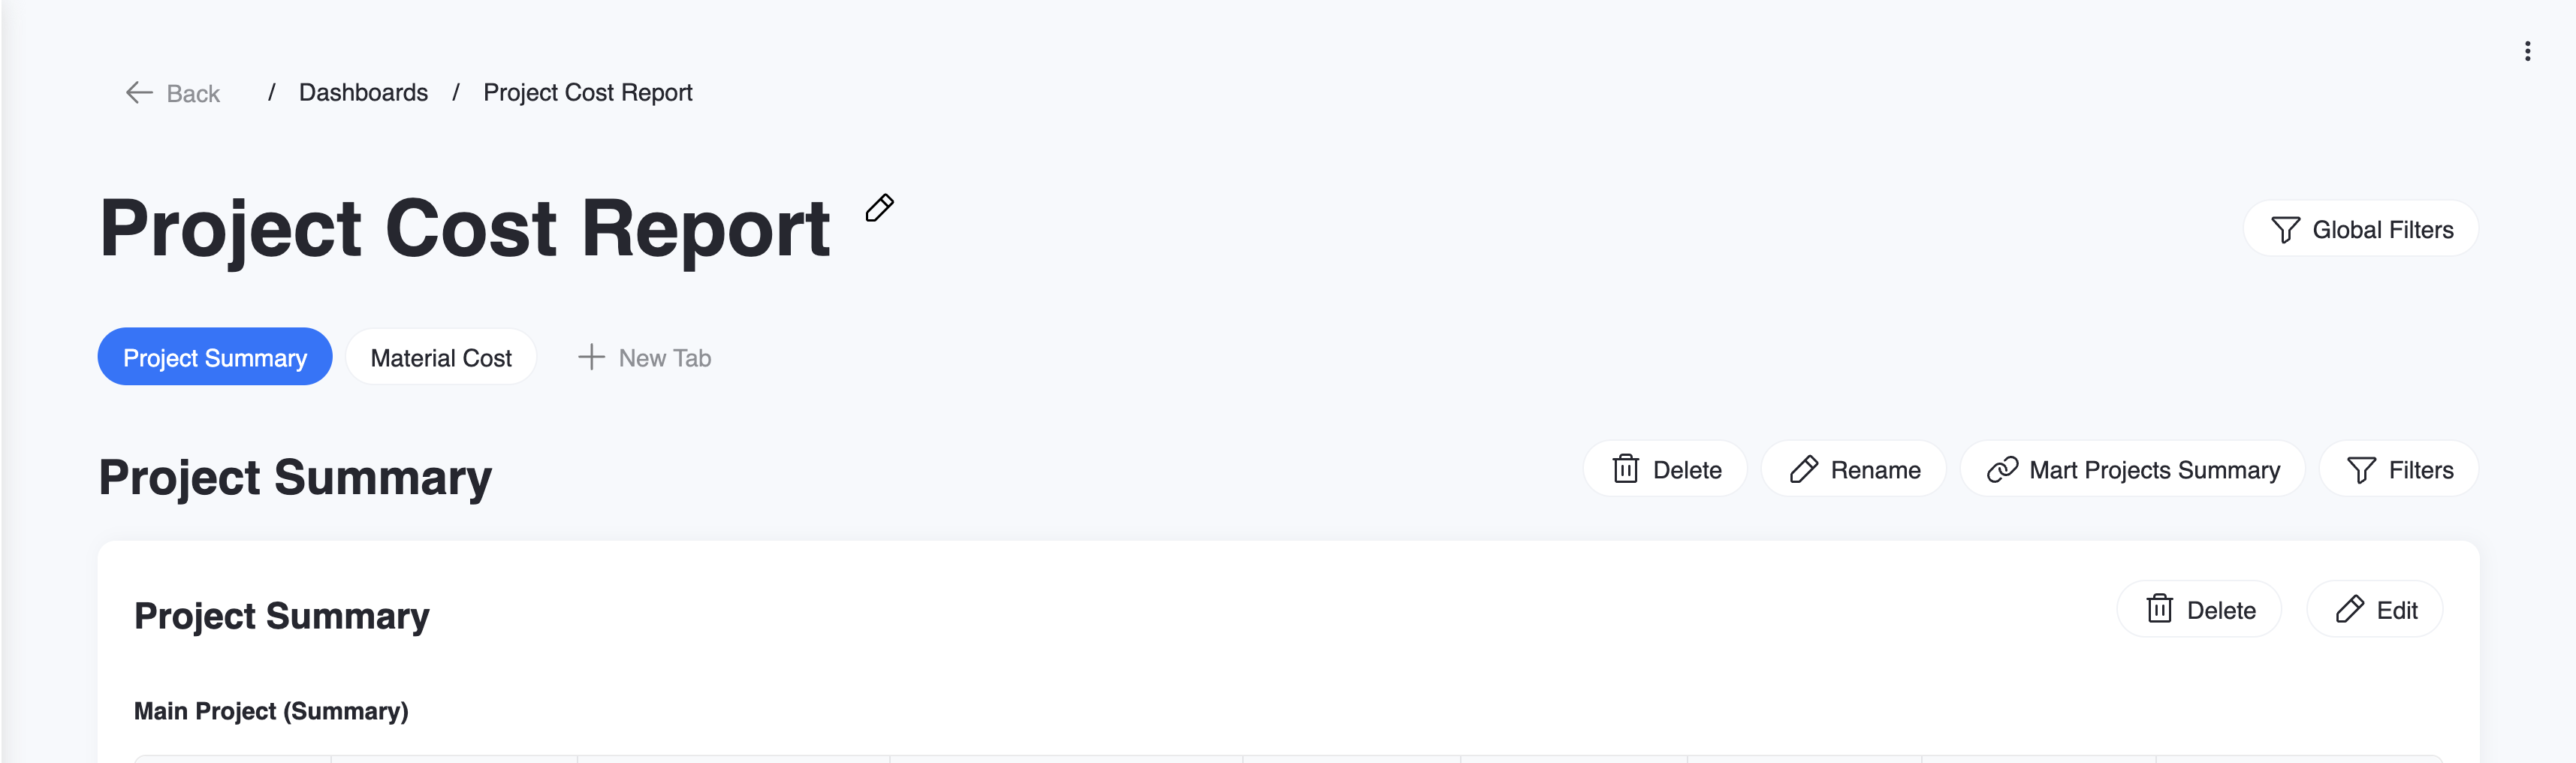 Back / Dashboards / Project Cost Report
Project Cost Report
Global Filters
Project Summary Material Cost New Tab
Project Summary
Delete Rename Mart Projects Summary Filters
Project Summary
Delete Edit
Main Project (Summary)